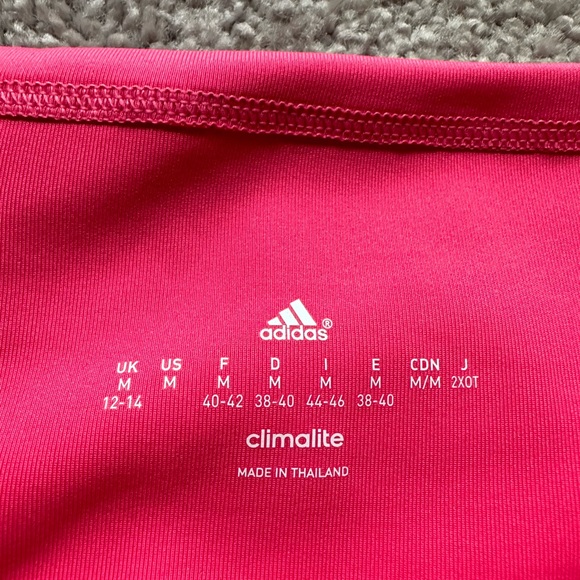 adidas®
UK US F D I E CDN J
M M M M M M M/M 2XOT
12-14 40-42 38-40 44-46 38-40
climalite
MADE IN THAILAND